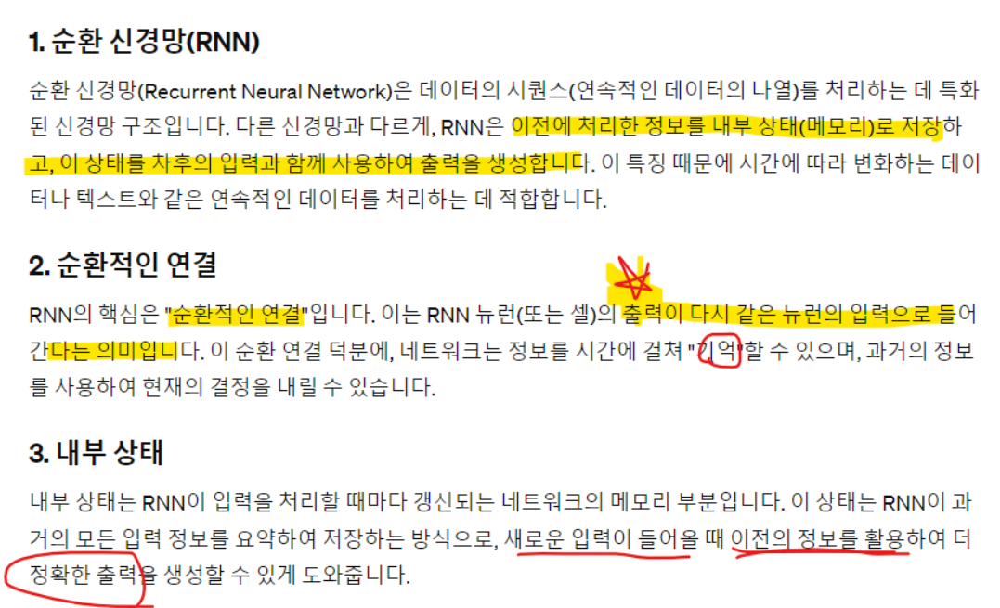 1. 순환 신경망(RNN)
순환 신경망(Recurrent Neural Network)은 데이터의 시퀀스(연속적인 데이터의 나열)를 처리하는 데 특화
된 신경망 구조입니다. 다른 신경망과 다르게, RNN은 이전에 처리한 정보를 내부 상태(메모리)로 저장하
고, 이 상태를 차후의 입력과 함께 사용하여 출력을 생성합니다. 이 특징 때문에 시간에 따라 변화하는 데이
터나 텍스트와 같은 연속적인 데이터를 처리하는 데 적합합니다.
2. 순환적인 연결
RNN의 핵심은 "순환적인 연결"입니다. 이는 RNN 뉴런(또는 셀)의 출력이 다시 같은 뉴런의 입력으로 들어
간다는 의미입니다. 이 순환 연결 덕분에, 네트워크는 정보를 시간에 걸쳐 "기억"할 수 있으며, 과거의 정보
를 사용하여 현재의 결정을 내릴 수 있습니다.
3. 내부 상태
내부 상태는 RNN이 입력을 처리할 때마다 갱신되는 네트워크의 메모리 부분입니다. 이 상태는 RNN이 과
거의 모든 입력 정보를 요약하여 저장하는 방식으로, 새로운 입력이 들어올 때 이전의 정보를 활용하여 더
정확한 출력을 생성할 수 있게 도와줍니다.